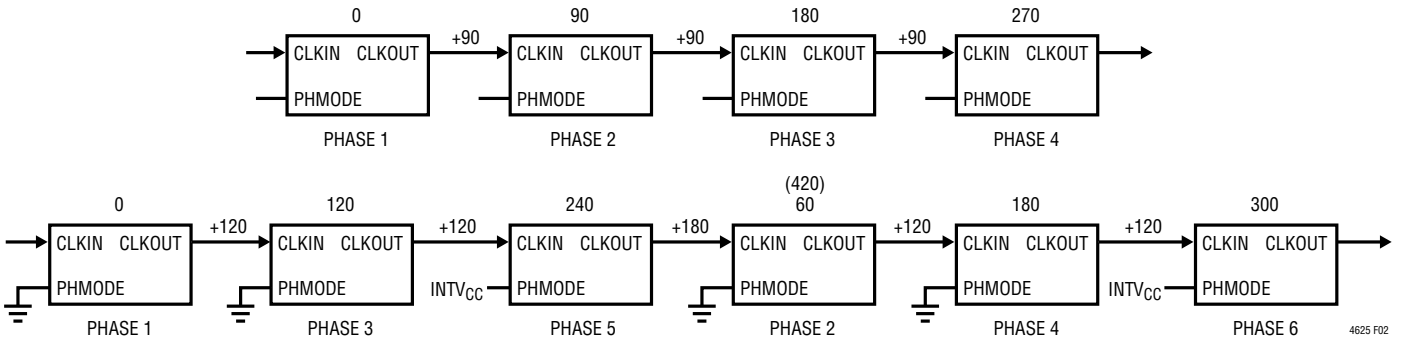 0 90 180 270
CLKIN CLKOUT +90 CLKIN CLKOUT +90 CLKIN CLKOUT +90 CLKIN CLKOUT
PHMODE PHMODE PHMODE PHMODE
PHASE 1 PHASE 2 PHASE 3 PHASE 4
(420)
0 120 240 60 180 300
CLKIN CLKOUT +120 CLKIN CLKOUT +120 CLKIN CLKOUT +180 CLKIN CLKOUT +120 CLKIN CLKOUT +120 CLKIN CLKOUT
PHMODE PHMODE INTVCC PHMODE PHMODE PHMODE INTVCC PHMODE
PHASE 1 PHASE 3 PHASE 5 PHASE 2 PHASE 4 PHASE 6
4625 F02